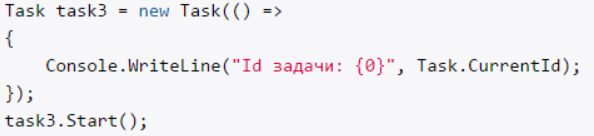 Task task3 = new Task(() =>
{
    Console.WriteLine("Id задачи: {0}", Task.CurrentId);
});
task3.Start();